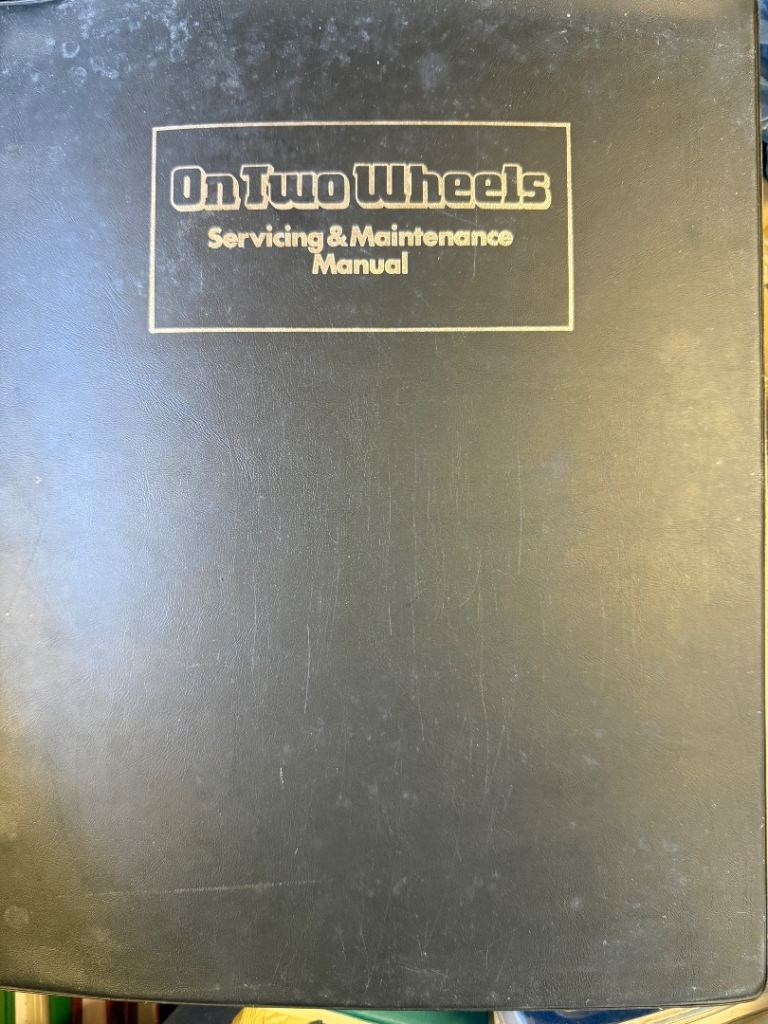 On Two Wheels
Servicing & Maintenance
Manual